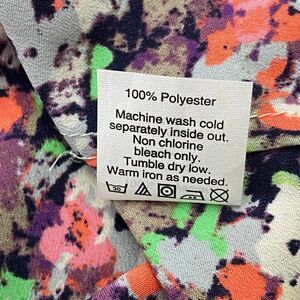 100% Polyester
Machine wash cold
separately inside out.
Non chlorine
bleach only.
Tumble dry low.
Warm iron as needed.